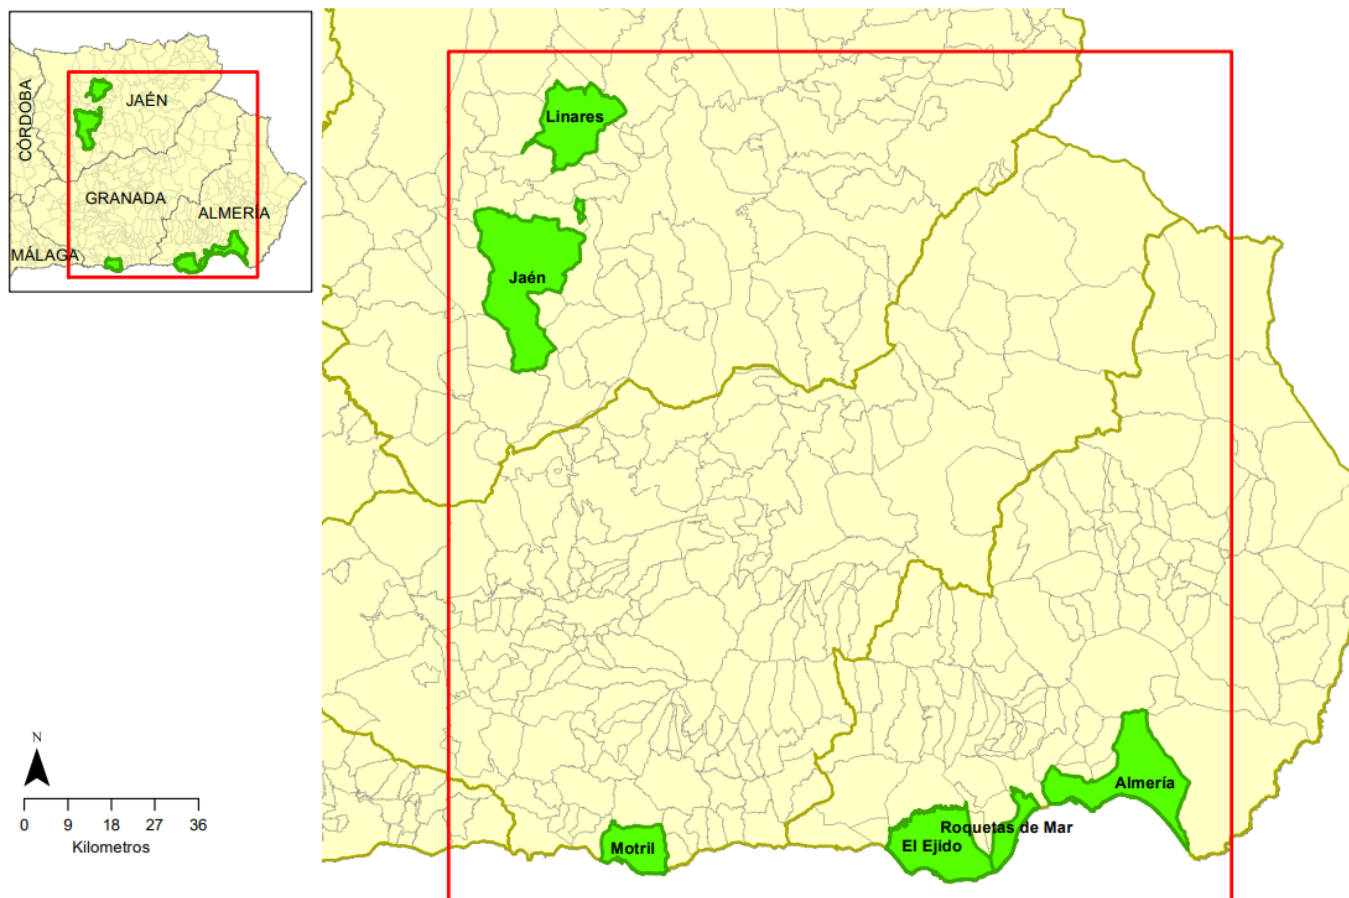 CÓRDOBA
JAÉN
GRANADA
ALMERÍA
MÁLAGA
Linares
Jaén
Almería
Roquetas de Mar
El Ejido
Motril
N
0 9 18 27 36
Kilometros